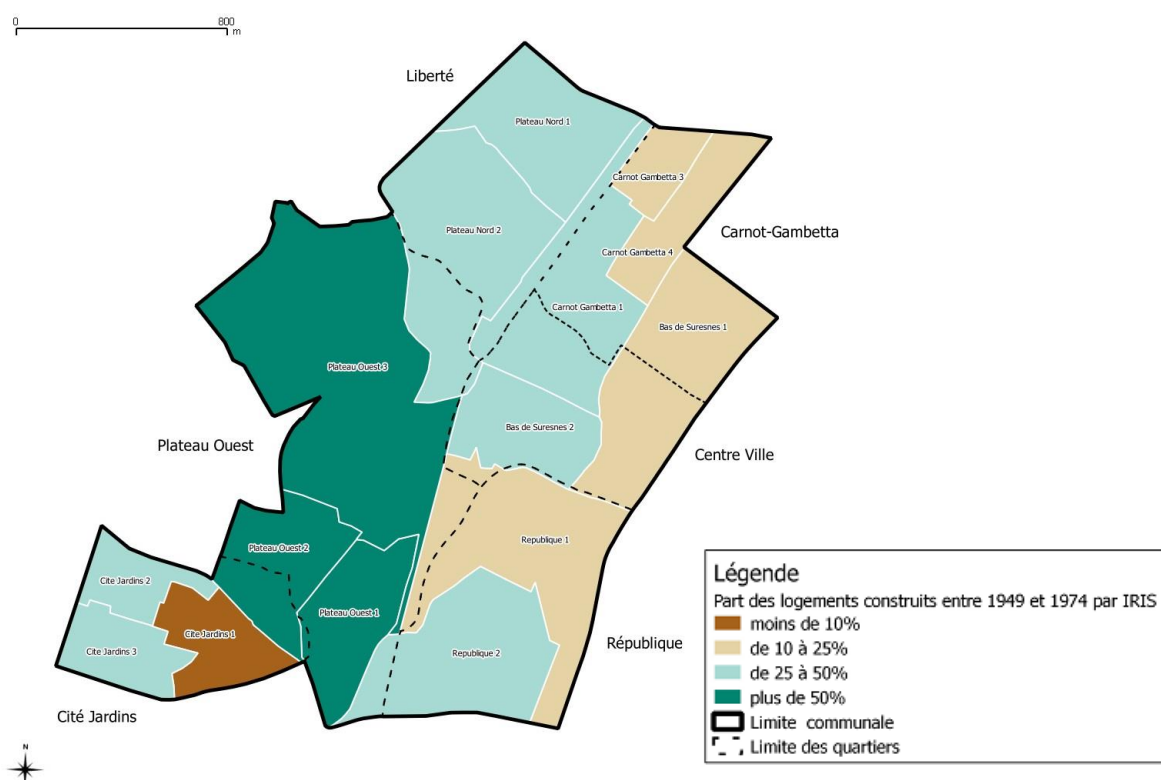 0 800
m
Liberté
Plateau Nord 1
Carnot Gambetta 3
Carnot-Gambetta
Plateau Nord 2
Carnot Gambetta 4
Carnot Gambetta 1
Bas de Suresnes 1
Plateau Ouest 3
Plateau Ouest
Bas de Suresnes 2
Centre Ville
Plateau Ouest 2
Republique 1
Cite Jardins 2
Plateau Ouest 1
Cite Jardins 1
Cite Jardins 3
Republique 2
République
Cité Jardins
N
Légende
Part des logements construits entre 1949 et 1974 par IRIS
moins de 10%
de 10 à 25%
de 25 à 50%
plus de 50%
Limite communale
Limite des quartiers